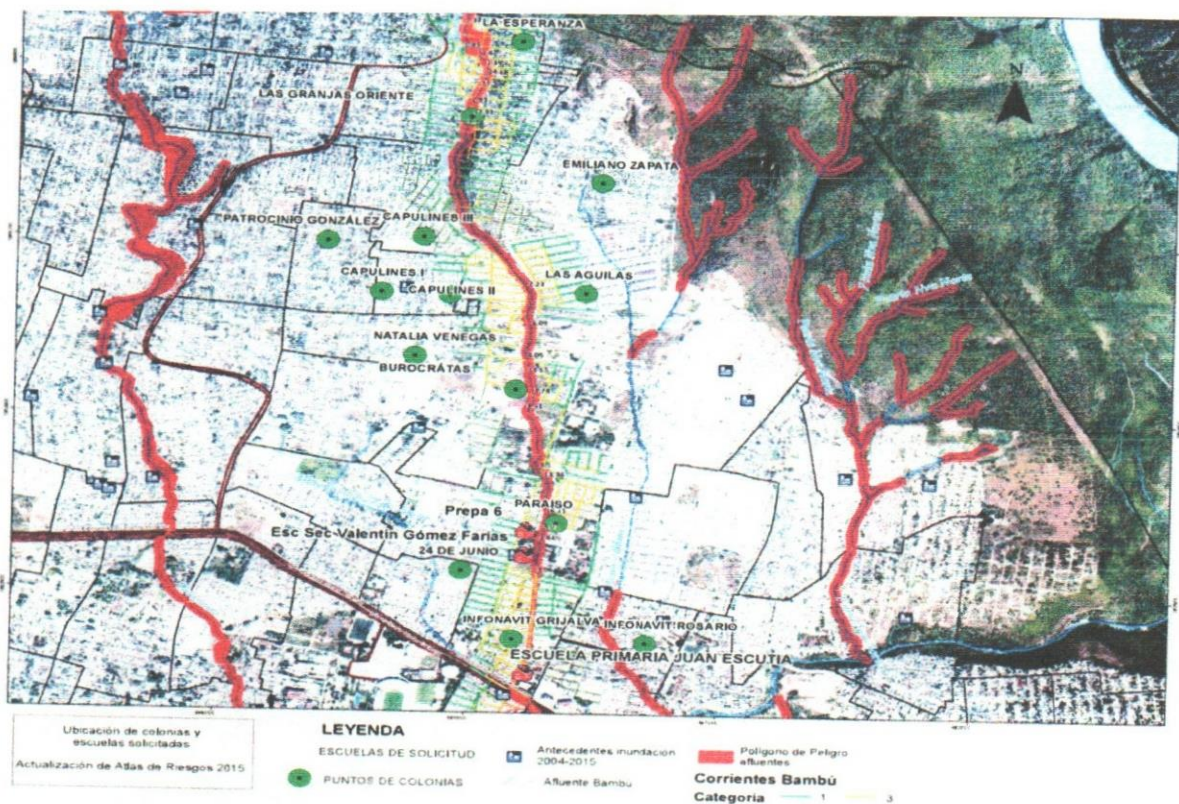 LA ESPERANZA
LAS GRANJAS ORIENTE
N
EMILIANO ZAPATA
PATROCINIO GONZÁLEZ
CAPULINES III
CAPULINES I
CAPULINES II
LAS AGUILAS
NATALIA VENEGAS
BUROCRÁTAS
Prepa 6
PARAISO
Esc Sec Valentín Gómez Farías
24 DE JUNIO
INFONAVIT GRIJALVA
INFONAVIT ROSARIO
ESCUELA PRIMARIA JUAN ESCUTIA
Ubicación de colonias y
escuelas solicitadas
Actualización de Atlas de Riesgos 2015
LEYENDA
ESCUELAS DE SOLICITUD
PUNTOS DE COLONIAS
Antecedentes inundación
2004-2015
Afluente Bambú
Polígono de Peligro
afluentes
Corrientes Bambú
Categoría
1
3